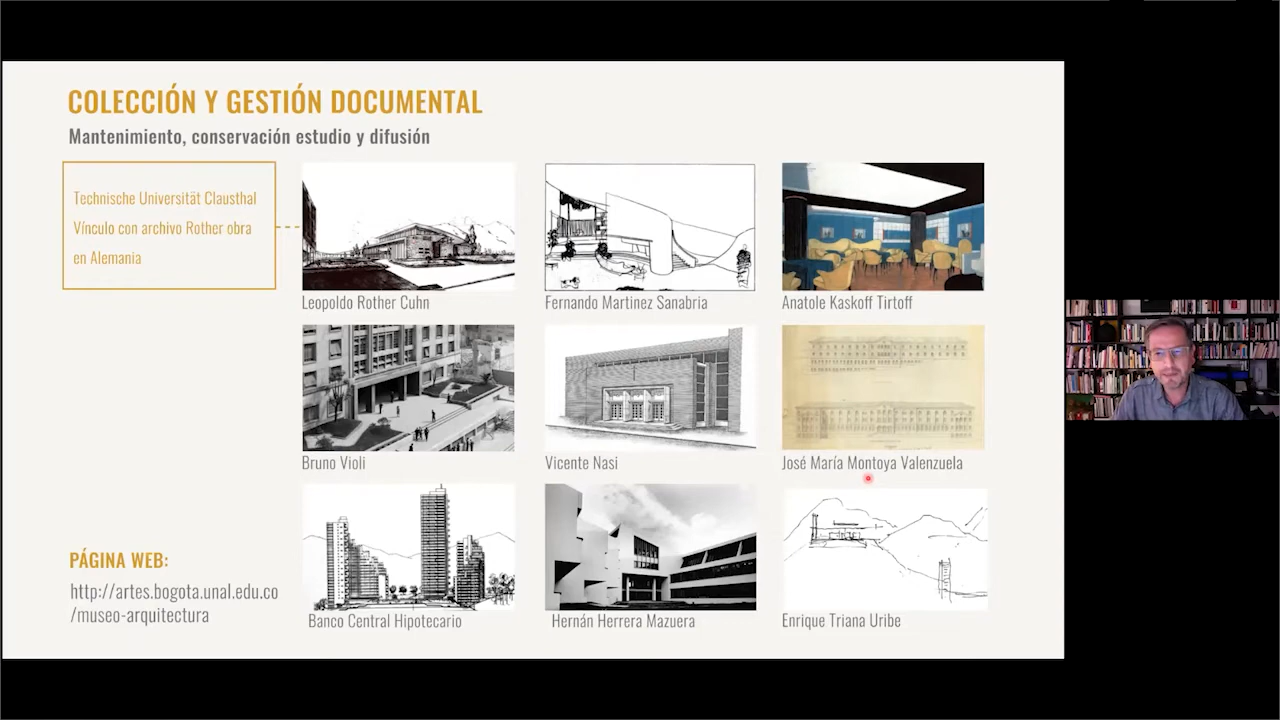 COLECCIÓN Y GESTIÓN DOCUMENTAL
Mantenimiento, conservación estudio y difusión
Technische Universität Clausthal
Vínculo con archivo Rother obra
en Alemania
Leopoldo Rother Cuhn
Fernando Martinez Sanabria
Anatole Kaskoff Tirtoff
Bruno Violi
Vicente Nasi
José María Montoya Valenzuela
Banco Central Hipotecario
Hernán Herrera Mazuera
Enrique Triana Uribe
PÁGINA WEB:
http://artes.bogota.unal.edu.co
/museo-arquitectura